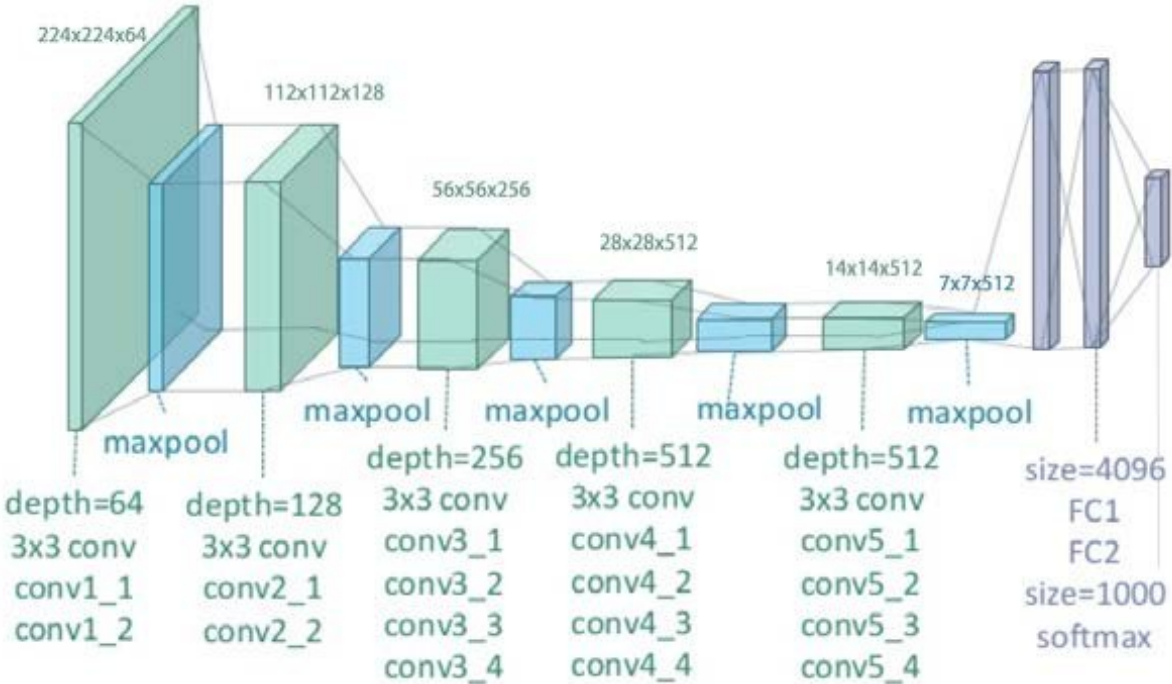 224x224x64
112x112x128
56x56x256
28x28x512
14x14x512
7x7x512
maxpool
maxpool
maxpool
maxpool
maxpool
depth=64
3x3 conv
conv1_1
conv1_2
depth=128
3x3 conv
conv2_1
conv2_2
depth=256
3x3 conv
conv3_1
conv3_2
conv3_3
conv3_4
depth=512
3x3 conv
conv4_1
conv4_2
conv4_3
conv4_4
depth=512
3x3 conv
conv5_1
conv5_2
conv5_3
conv5_4
size=4096
FC1
FC2
size=1000
softmax